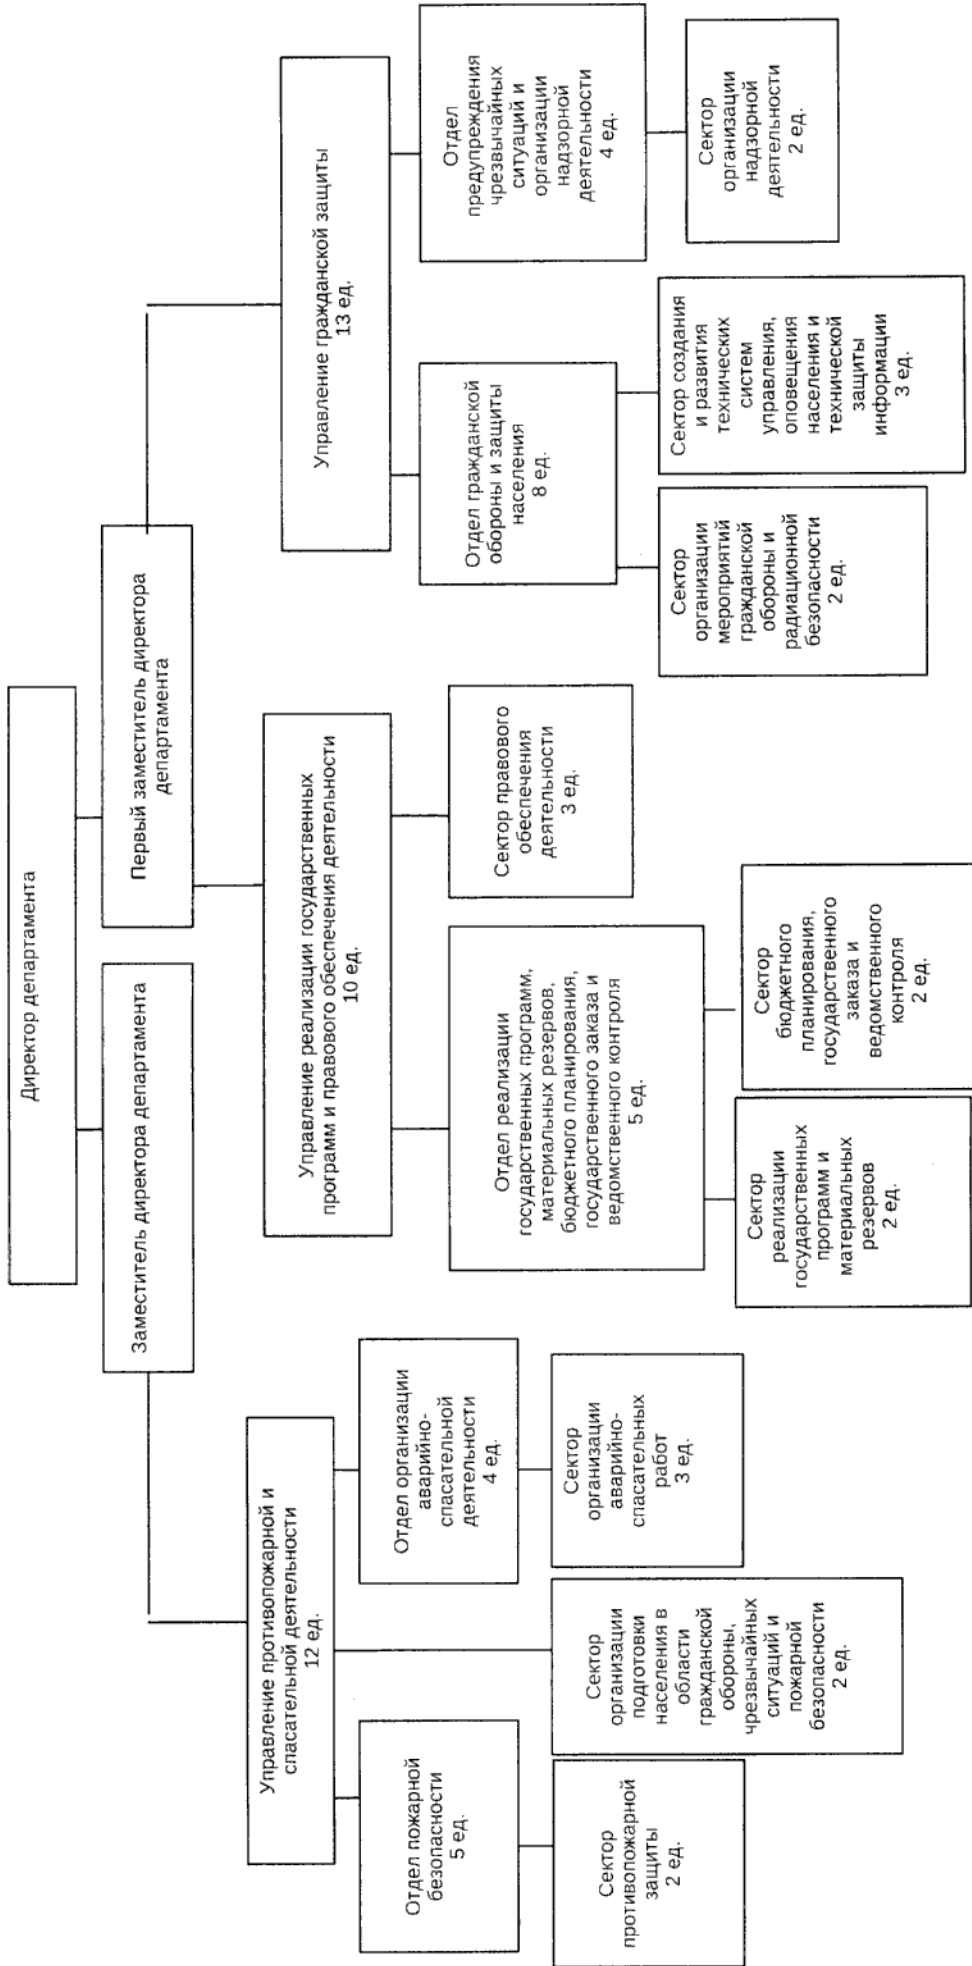 Директор департамента
Заместитель директора департамента
Первый заместитель директора
департамента
Управление противопожарной и
спасательной деятельности
12 ед.
Управление реализации государственных
программ и правового обеспечения деятельности
10 ед.
Управление гражданской защиты
13 ед.
Отдел пожарной
безопасности
5 ед.
Отдел организации
аварийно-
спасательной
деятельности
4 ед.
Отдел реализации
государственных программ,
материальных резервов,
бюджетного планирования,
государственного заказа и
ведомственного контроля
5 ед.
Сектор правового
обеспечения
деятельности
3 ед.
Отдел гражданской
обороны и защиты
населения
8 ед.
Отдел
предупреждения
чрезвычайных
ситуаций и
организации
надзорной
деятельности
4 ед.
Сектор
противопожарной
защиты
2 ед.
Сектор
организации
подготовки
населения в
области
гражданской
обороны,
чрезвычайных
ситуаций и
пожарной
безопасности
2 ед.
Сектор
организации
аварийно-
спасательных
работ
3 ед.
Сектор
реализации
государственных
программ и
материальных
резервов
2 ед.
Сектор
бюджетного
планирования,
государственного
заказа и
ведомственного
контроля
2 ед.
Сектор
организации
мероприятий
гражданской
обороны и
радиационной
безопасности
2 ед.
Сектор создания
и развития
технических
систем
управления,
оповещения
населения и
технической
защиты
информации
3 ед.
Сектор
организации
надзорной
деятельности
2 ед.